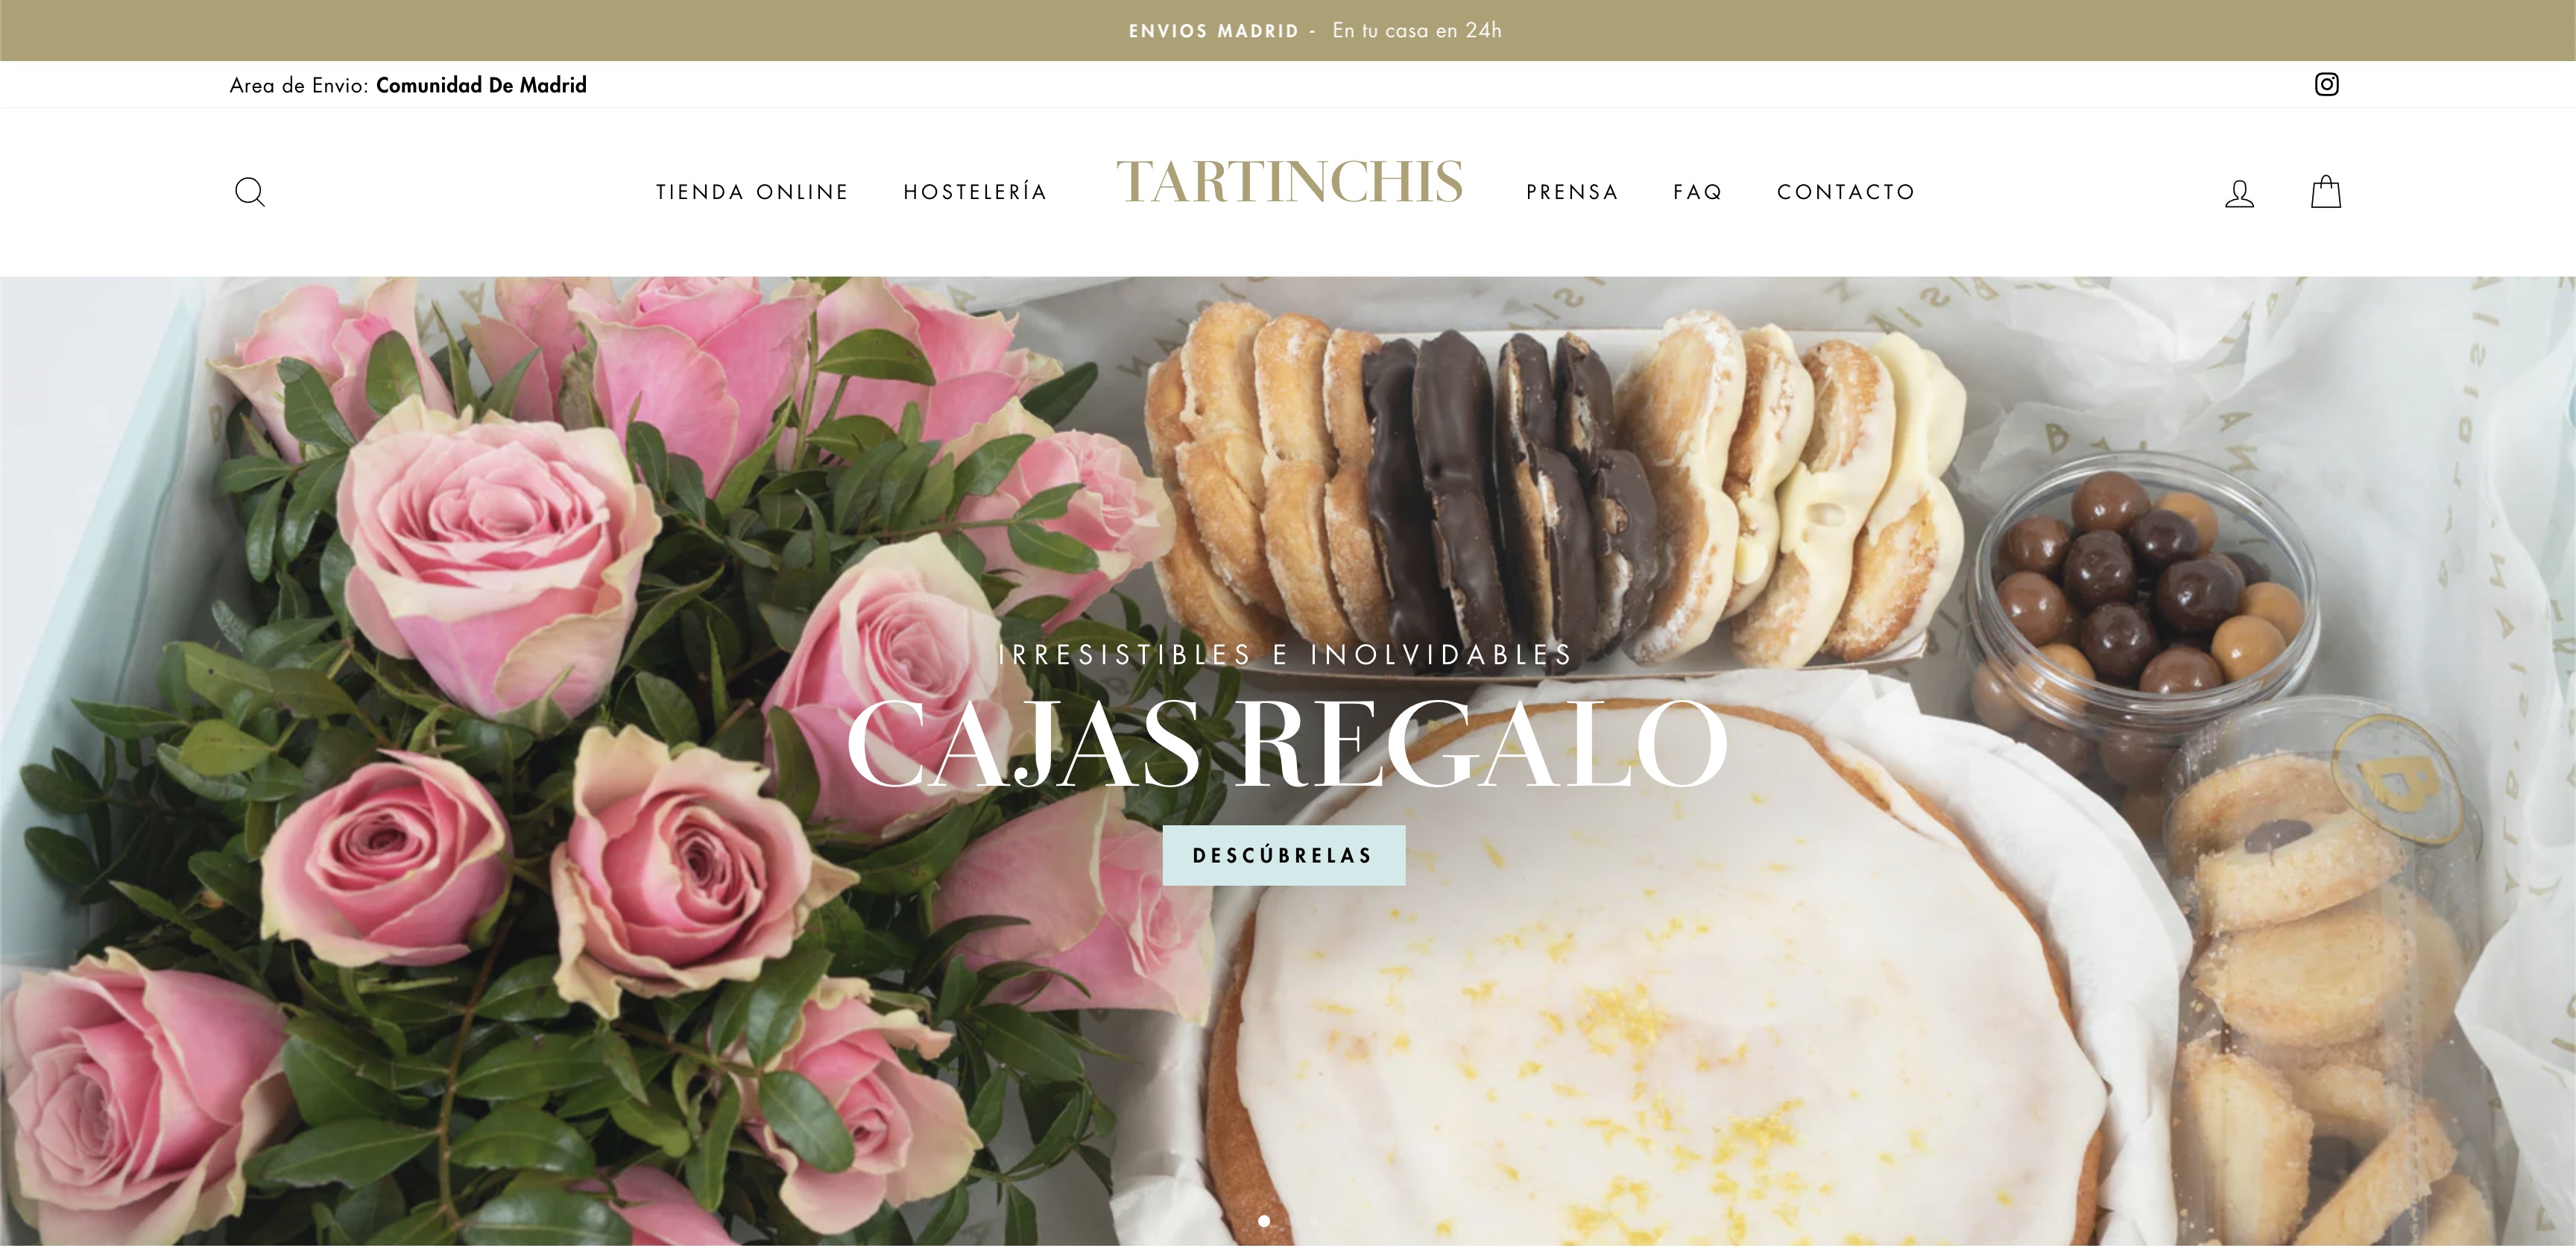 ENVIOS MADRID - En tu casa en 24h
Area de Envio: Comunidad De Madrid
TIENDA ONLINE HOSTELERÍA TARTINCHIS PRENSA FAQ CONTACTO
IRRESISTIBLES E INOLVIDABLES
CAJAS REGALO
DESCÚBRELAS
B